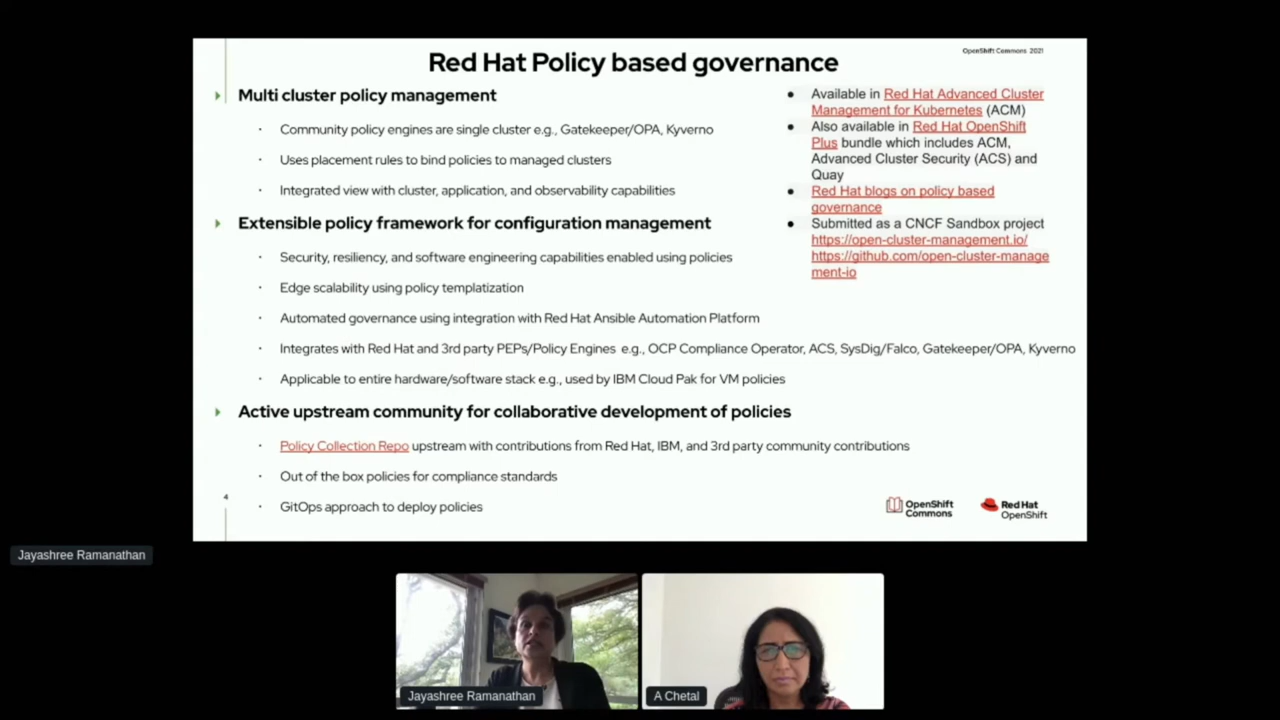 OpenShift Commons 2021
Red Hat Policy based governance
Multi cluster policy management
· Community policy engines are single cluster e.g., Gatekeeper/OPA, Kyverno
· Uses placement rules to bind policies to managed clusters
· Integrated view with cluster, application, and observability capabilities
Extensible policy framework for configuration management
· Security, resiliency, and software engineering capabilities enabled using policies
· Edge scalability using policy templatization
· Automated governance using integration with Red Hat Ansible Automation Platform
· Integrates with Red Hat and 3rd party PEPs/Policy Engines e.g., OCP Compliance Operator, ACS, SysDig/Falco, Gatekeeper/OPA, Kyverno
· Applicable to entire hardware/software stack e.g., used by IBM Cloud Pak for VM policies
Active upstream community for collaborative development of policies
· Policy Collection Repo upstream with contributions from Red Hat, IBM, and 3rd party community contributions
· Out of the box policies for compliance standards
· GitOps approach to deploy policies
● Available in Red Hat Advanced Cluster
Management for Kubernetes (ACM)
● Also available in Red Hat OpenShift
Plus bundle which includes ACM,
Advanced Cluster Security (ACS) and
Quay
● Red Hat blogs on policy based
governance
● Submitted as a CNCF Sandbox project
https://open-cluster-management.io/
https://github.com/open-cluster-manage
ment-io
4
OpenShift
Commons
Red Hat
OpenShift
Jayashree Ramanathan
Jayashree Ramanathan
A Chetal